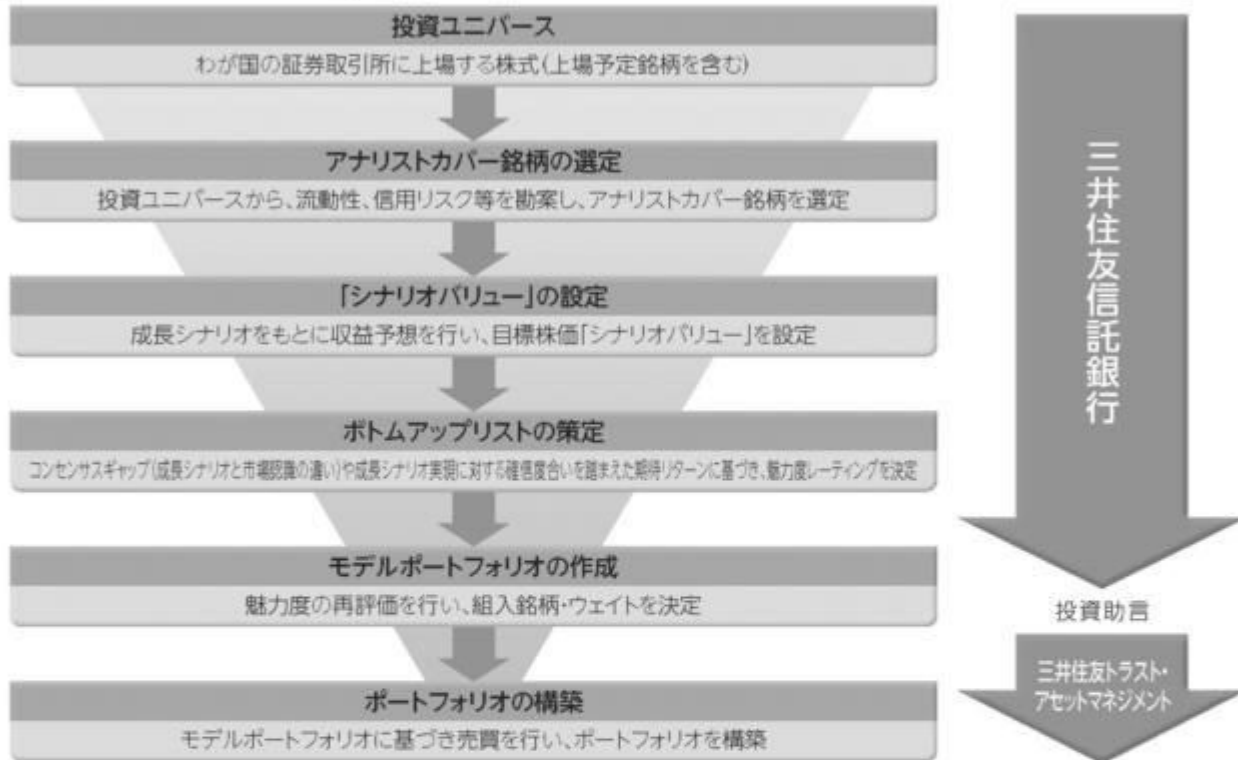 投資ユニバース
わが国の証券取引所に上場する株式(上場予定銘柄を含む)
アナリストカバー銘柄の選定
投資ユニバースから、流動性、信用リスク等を勘案し、アナリストカバー銘柄を選定
「シナリオバリュー」の設定
成長シナリオをもとに収益予想を行い、目標株価「シナリオバリュー」を設定
ボトムアップリストの策定
コンセンサスギャップ(成長シナリオと市場認識の違い)や成長シナリオ実現に対する確信度合いを踏まえた期待リターンに基づき、魅力度レーティングを決定
モデルポートフォリオの作成
魅力度の再評価を行い、組入銘柄・ウェイトを決定
ポートフォリオの構築
モデルポートフォリオに基づき売買を行い、ポートフォリオを構築
三井住友信託銀行
投資助言
三井住友トラスト・
アセットマネジメント